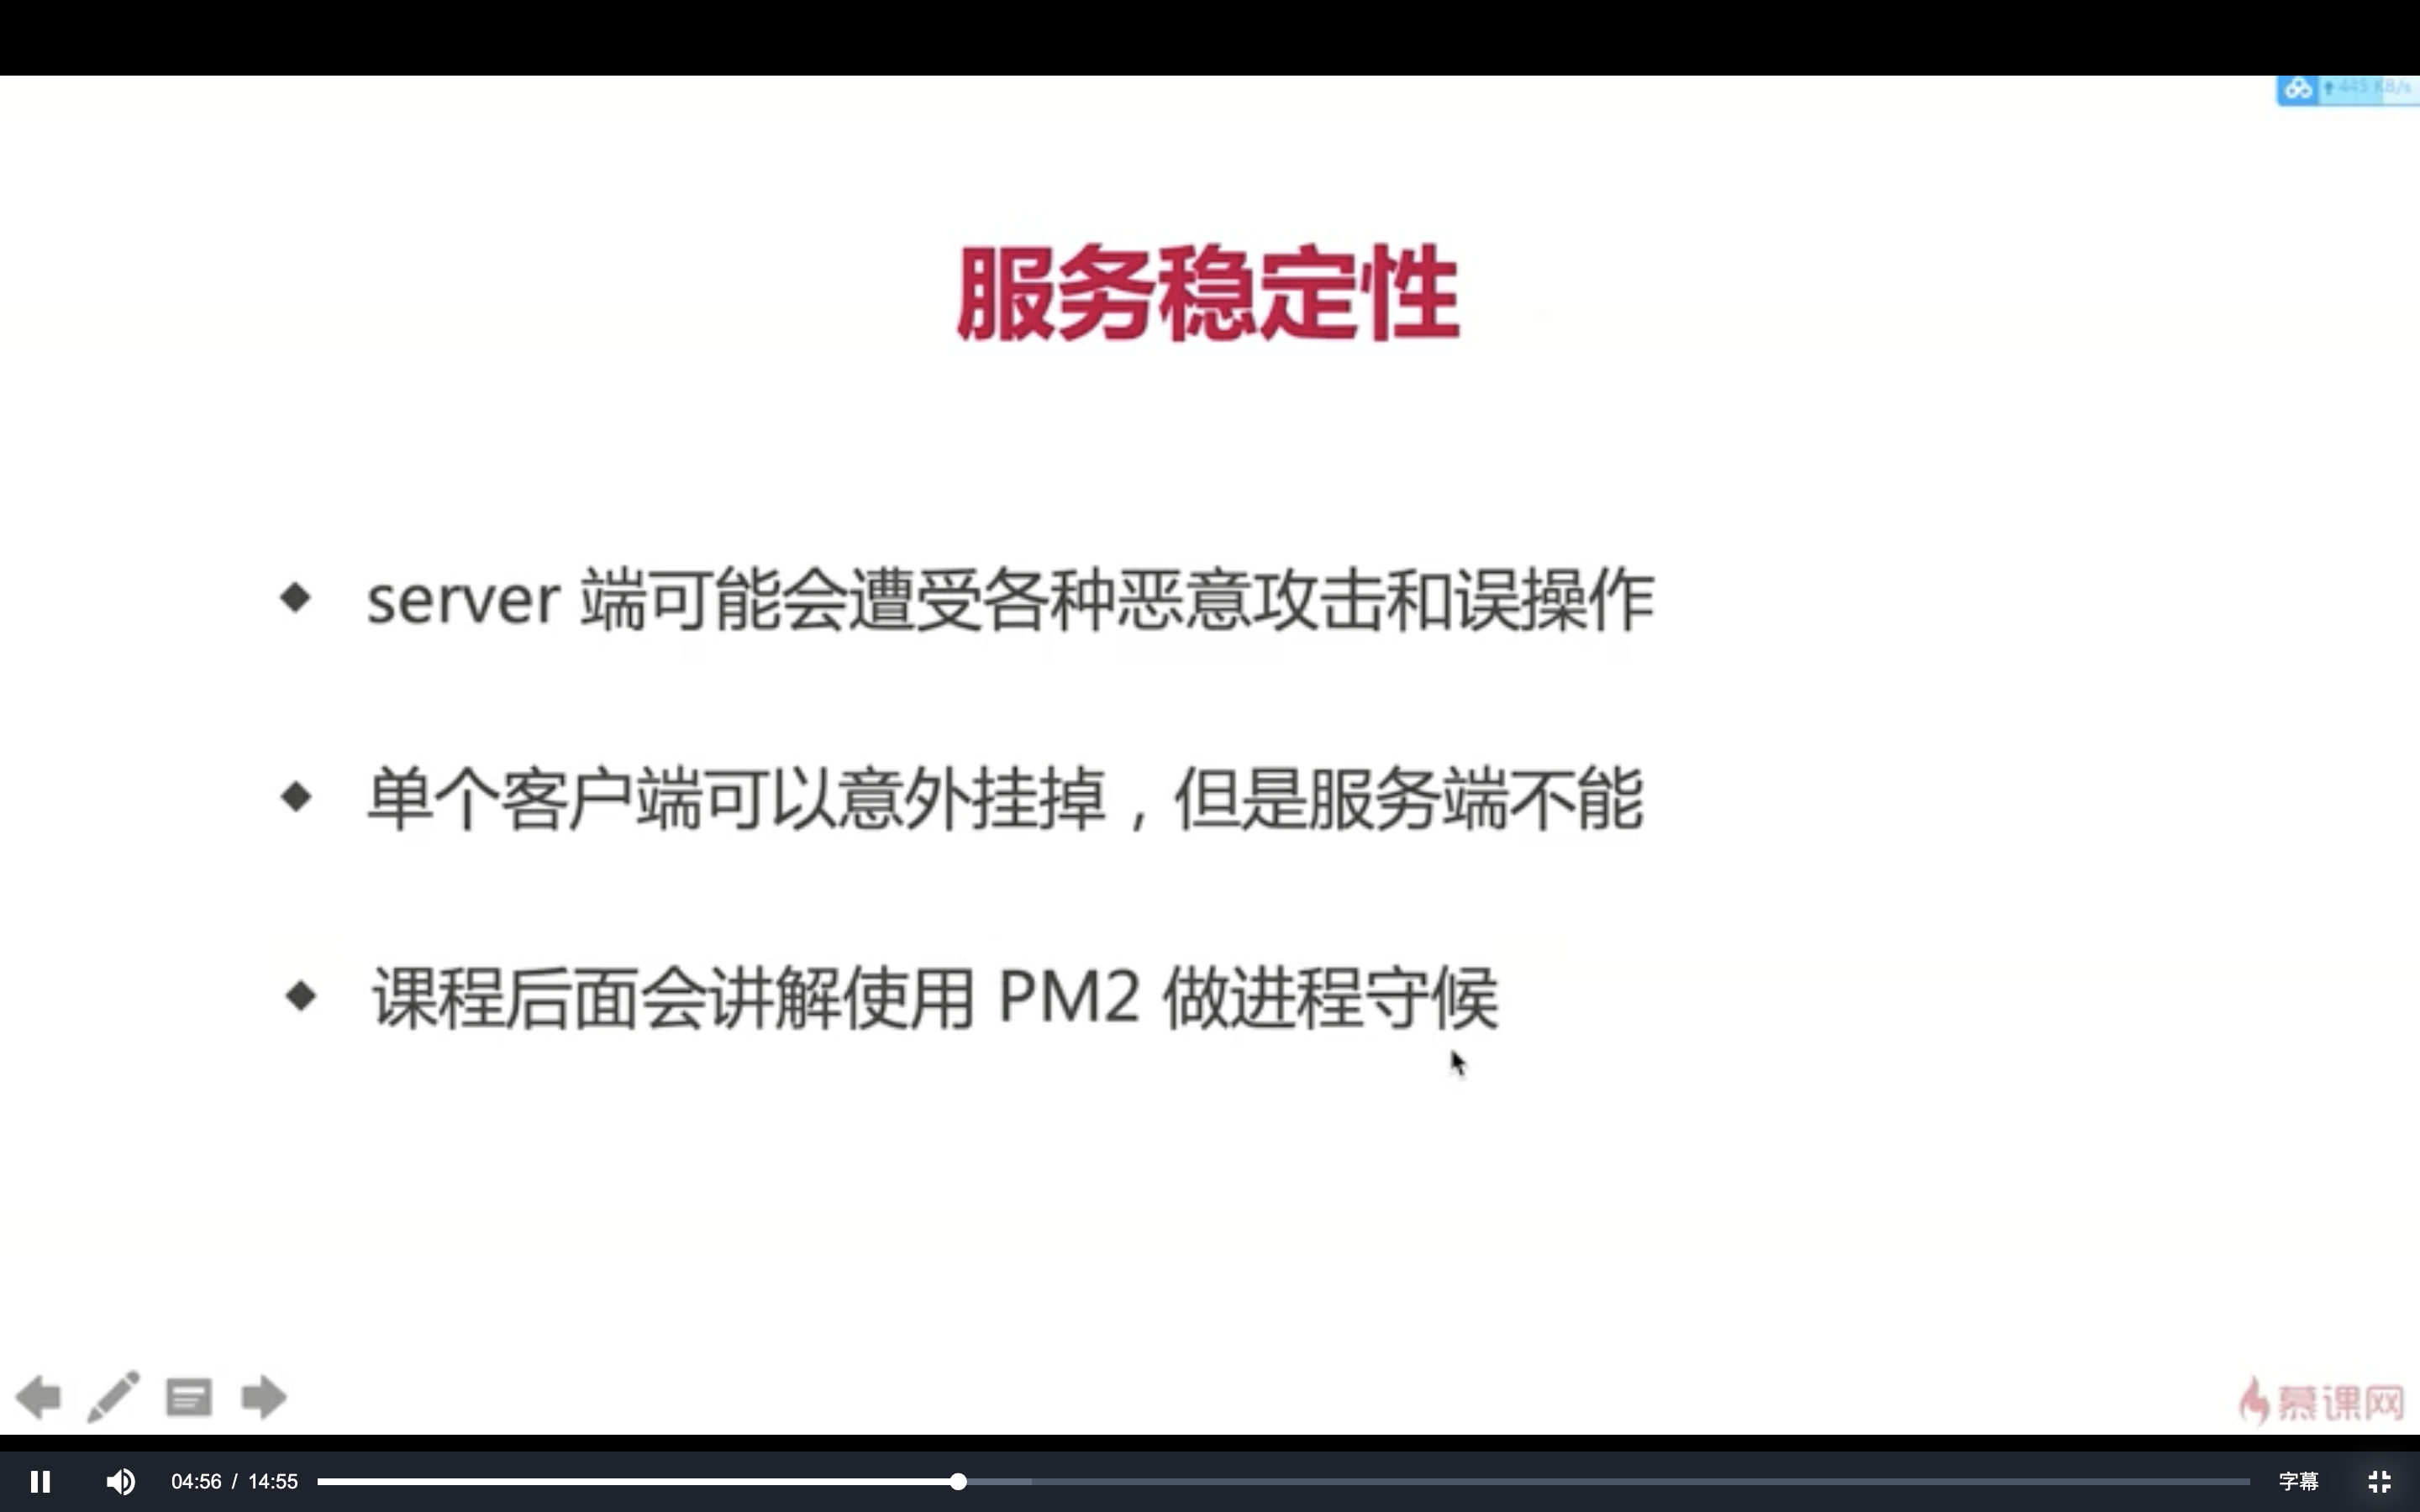 445 KB/s
服务稳定性
◆ server 端可能会遭受各种恶意攻击和误操作
◆ 单个客户端可以意外挂掉，但是服务端不能
◆ 课程后面会讲解使用 PM2 做进程守候
慕课网
04:56 / 14:55
字幕